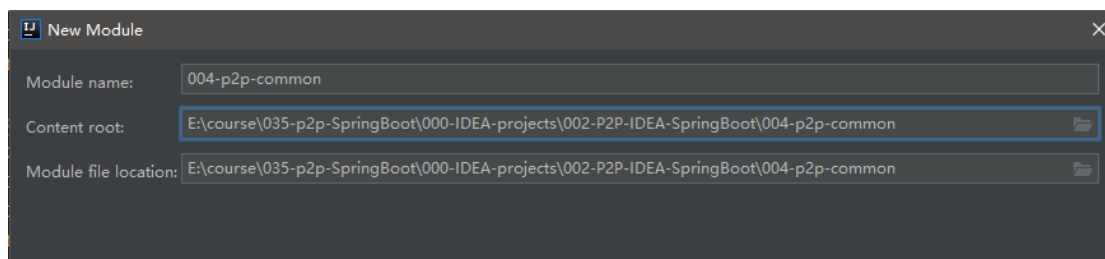 New Module
Module name: 004-p2p-common
Content root: E:\course\035-p2p-SpringBoot\000-IDEA-projects\002-P2P-IDEA-SpringBoot\004-p2p-common
Module file location: E:\course\035-p2p-SpringBoot\000-IDEA-projects\002-P2P-IDEA-SpringBoot\004-p2p-common